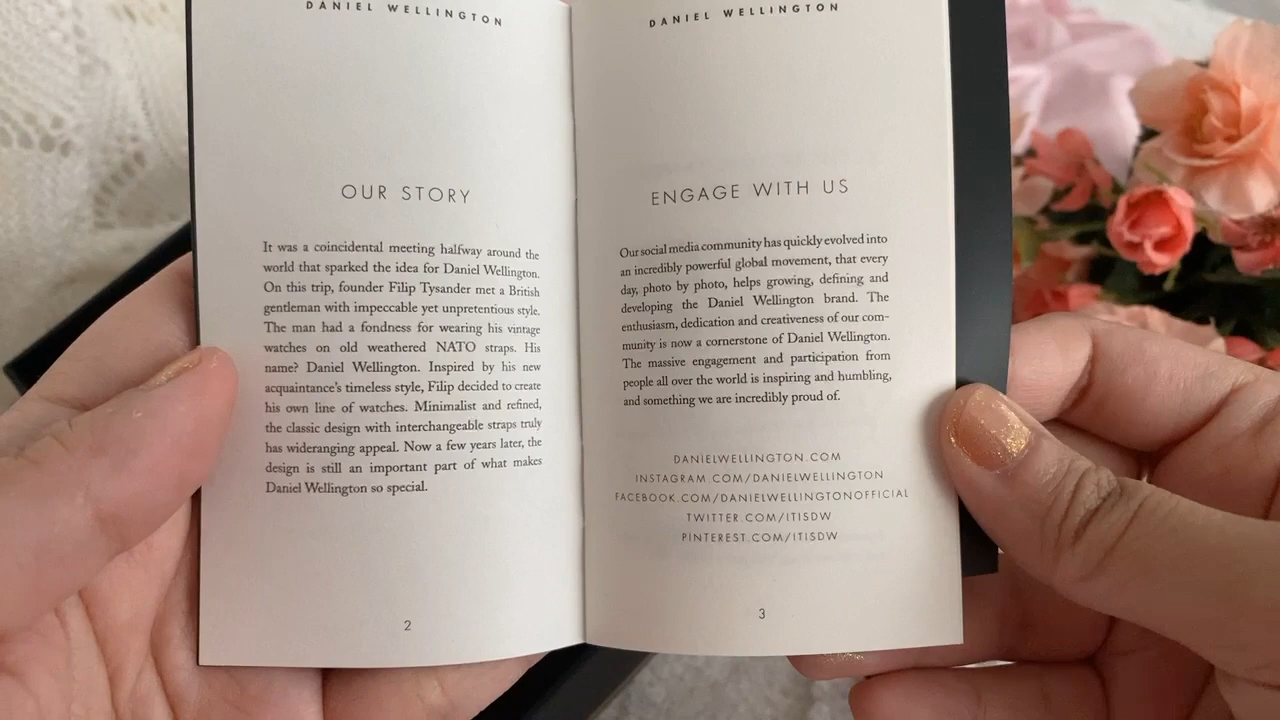 DANIEL WELLINGTON
OUR STORY
It was a coincidental meeting halfway around the
world that sparked the idea for Daniel Wellington.
On this trip, founder Filip Tysander met a British
gentleman with impeccable yet unpretentious style.
The man had a fondness for wearing his vintage
watches on old weathered NATO straps. His
name? Daniel Wellington. Inspired by his new
acquaintance's timeless style, Filip decided to create
his own line of watches. Minimalist and refined,
the classic design with interchangeable straps truly
has wideranging appeal. Now a few years later, the
design is still an important part of what makes
Daniel Wellington so special.
2
DANIEL WELLINGTON
ENGAGE WITH US
Our social media community has quickly evolved into
an incredibly powerful global movement, that every
day, photo by photo, helps growing, defining and
developing the Daniel Wellington brand. The
enthusiasm, dedication and creativeness of our com-
munity is now a cornerstone of Daniel Wellington.
The massive engagement and participation from
people all over the world is inspiring and humbling,
and something we are incredibly proud of.
DANIELWELLINGTON.COM
INSTAGRAM.COM/DANIELWELLINGTON
FACEBOOK.COM/DANIELWELLINGTONOFFICIAL
TWITTER.COM/ITISDW
PINTEREST.COM/ITISDW
3